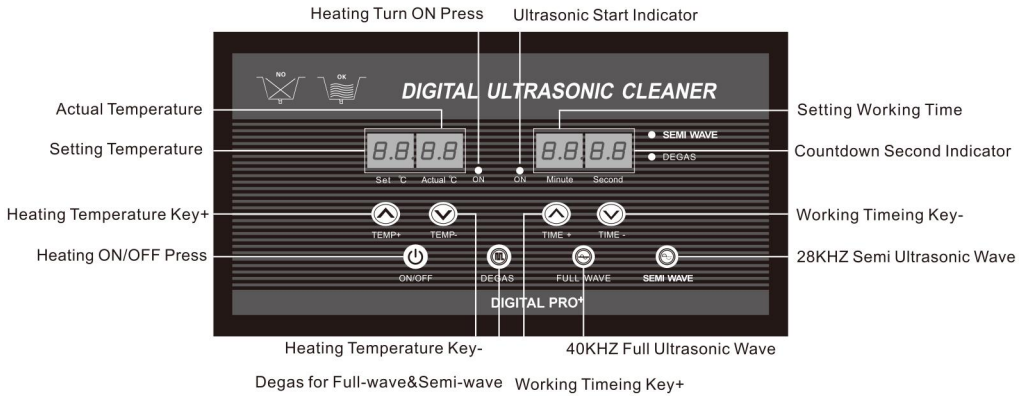 Heating Turn ON Press
Ultrasonic Start Indicator
NO
OK
DIGITAL ULTRASONIC CLEANER
Actual Temperature
Setting Working Time
SEMI WAVE
Setting Temperature
8.8. 8.8
8.8. 8.8
DEGAS
Countdown Second Indicator
Set °C
Actual °C
ON
ON
Minute
Second
Heating Temperature Key+
Working Timeing Key-
TEMP+
TEMP-
TIME +
TIME -
Heating ON/OFF Press
28KHZ Semi Ultrasonic Wave
ON/OFF
DEGAS
FULL WAVE
SEMI WAVE
DIGITAL PRO+
Heating Temperature Key-
40KHZ Full Ultrasonic Wave
Degas for Full-wave&Semi-wave
Working Timeing Key+